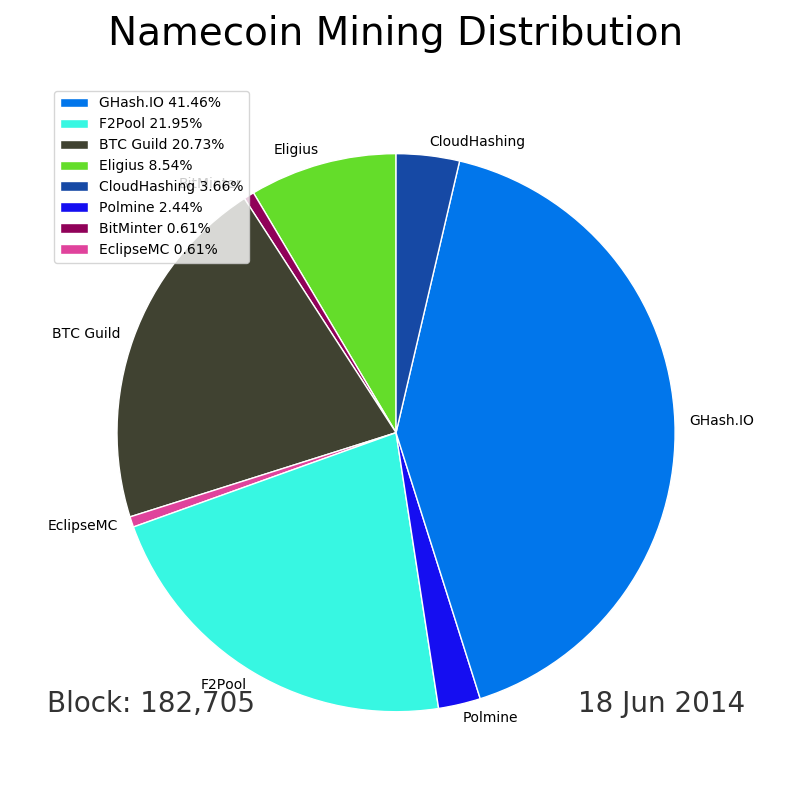 Namecoin Mining Distribution
GHash.IO 41.46%
F2Pool 21.95%
BTC Guild 20.73%
Eligius 8.54%
CloudHashing 3.66%
Polmine 2.44%
BitMinter 0.61%
EclipseMC 0.61%
Eligius
CloudHashing
BitMinter
BTC Guild
GHash.IO
EclipseMC
F2Pool
Polmine
Block: 182,705
18 Jun 2014